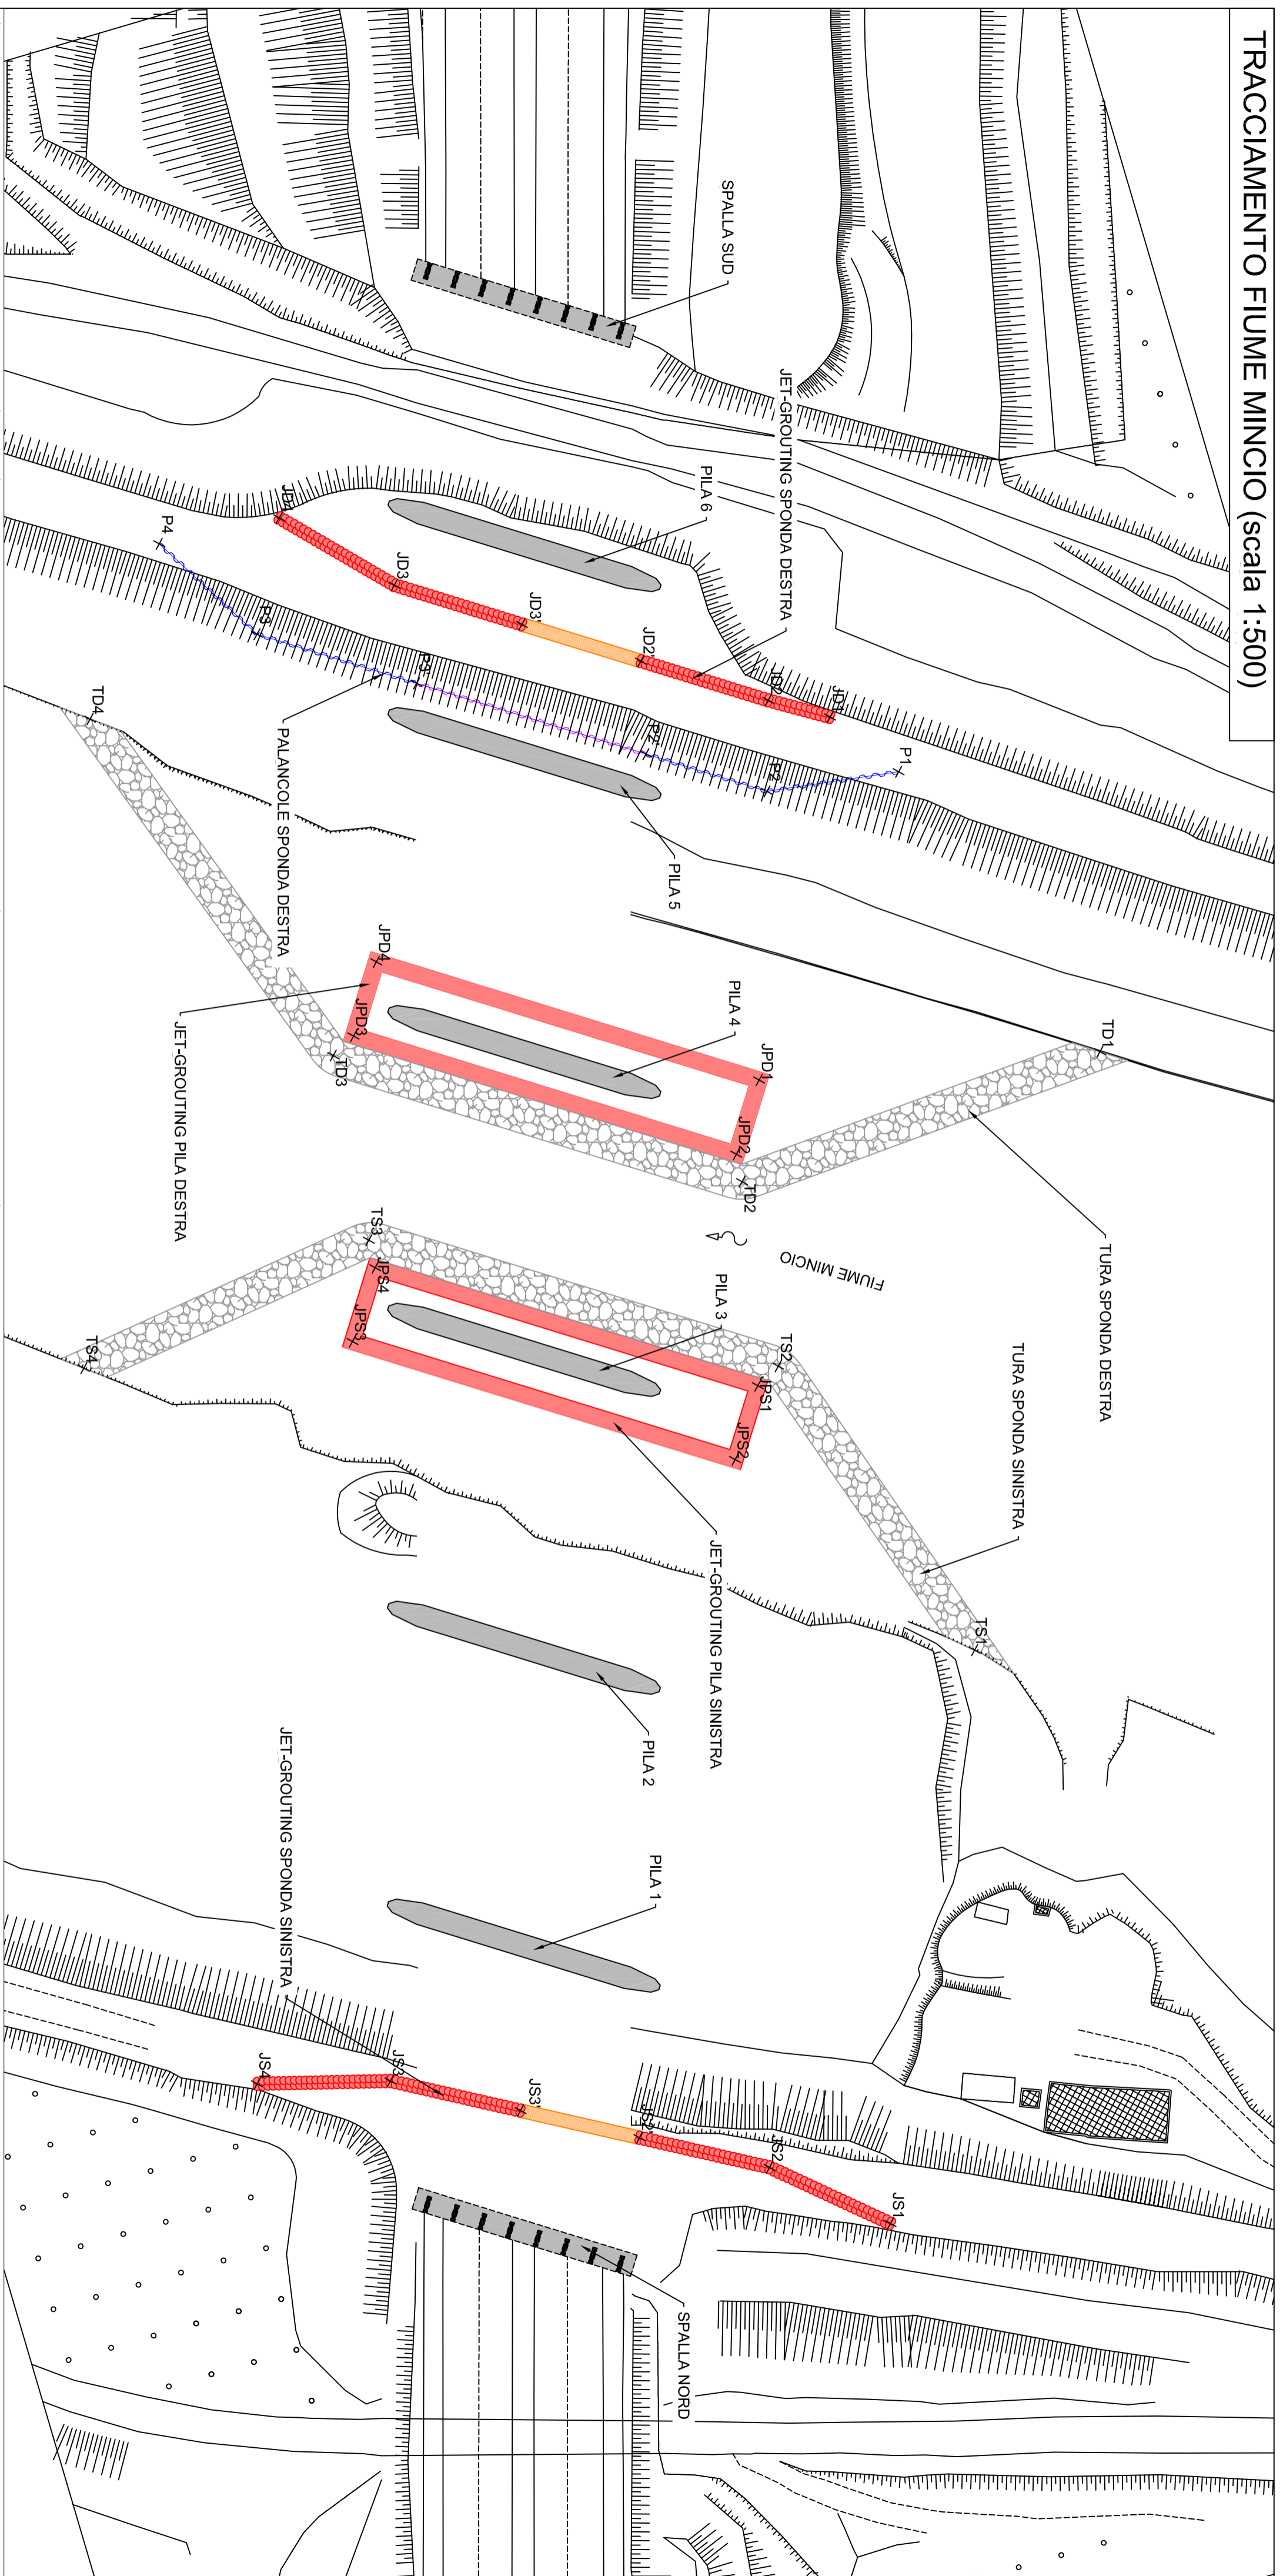 TRACCIAMENTO FIUME MINCIO (scala 1:500)
SPALLA SUD
JET-GROUTING SPONDA DESTRA
PILA 6
JD4
JD3
JD3'
JD2'
JD2
JD1
P4
P3
P3'
P2'
P2
P1
TD4
PALANCOLE SPONDA DESTRA
PILA 5
JPD4
JPD3
PILA 4
JPD1
JPD2
TD1
TD3
TD2
JET-GROUTING PILA DESTRA
TURA SPONDA DESTRA
FIUME MINCIO
TS3
JPS4
JPS3
TS4
PILA 3
TS2
JPS1
JPS2
TURA SPONDA SINISTRA
TS1
JET-GROUTING PILA SINISTRA
PILA 2
JET-GROUTING SPONDA SINISTRA
PILA 1
JS4
JS3
JS3'
JS2'
JS2
JS1
SPALLA NORD